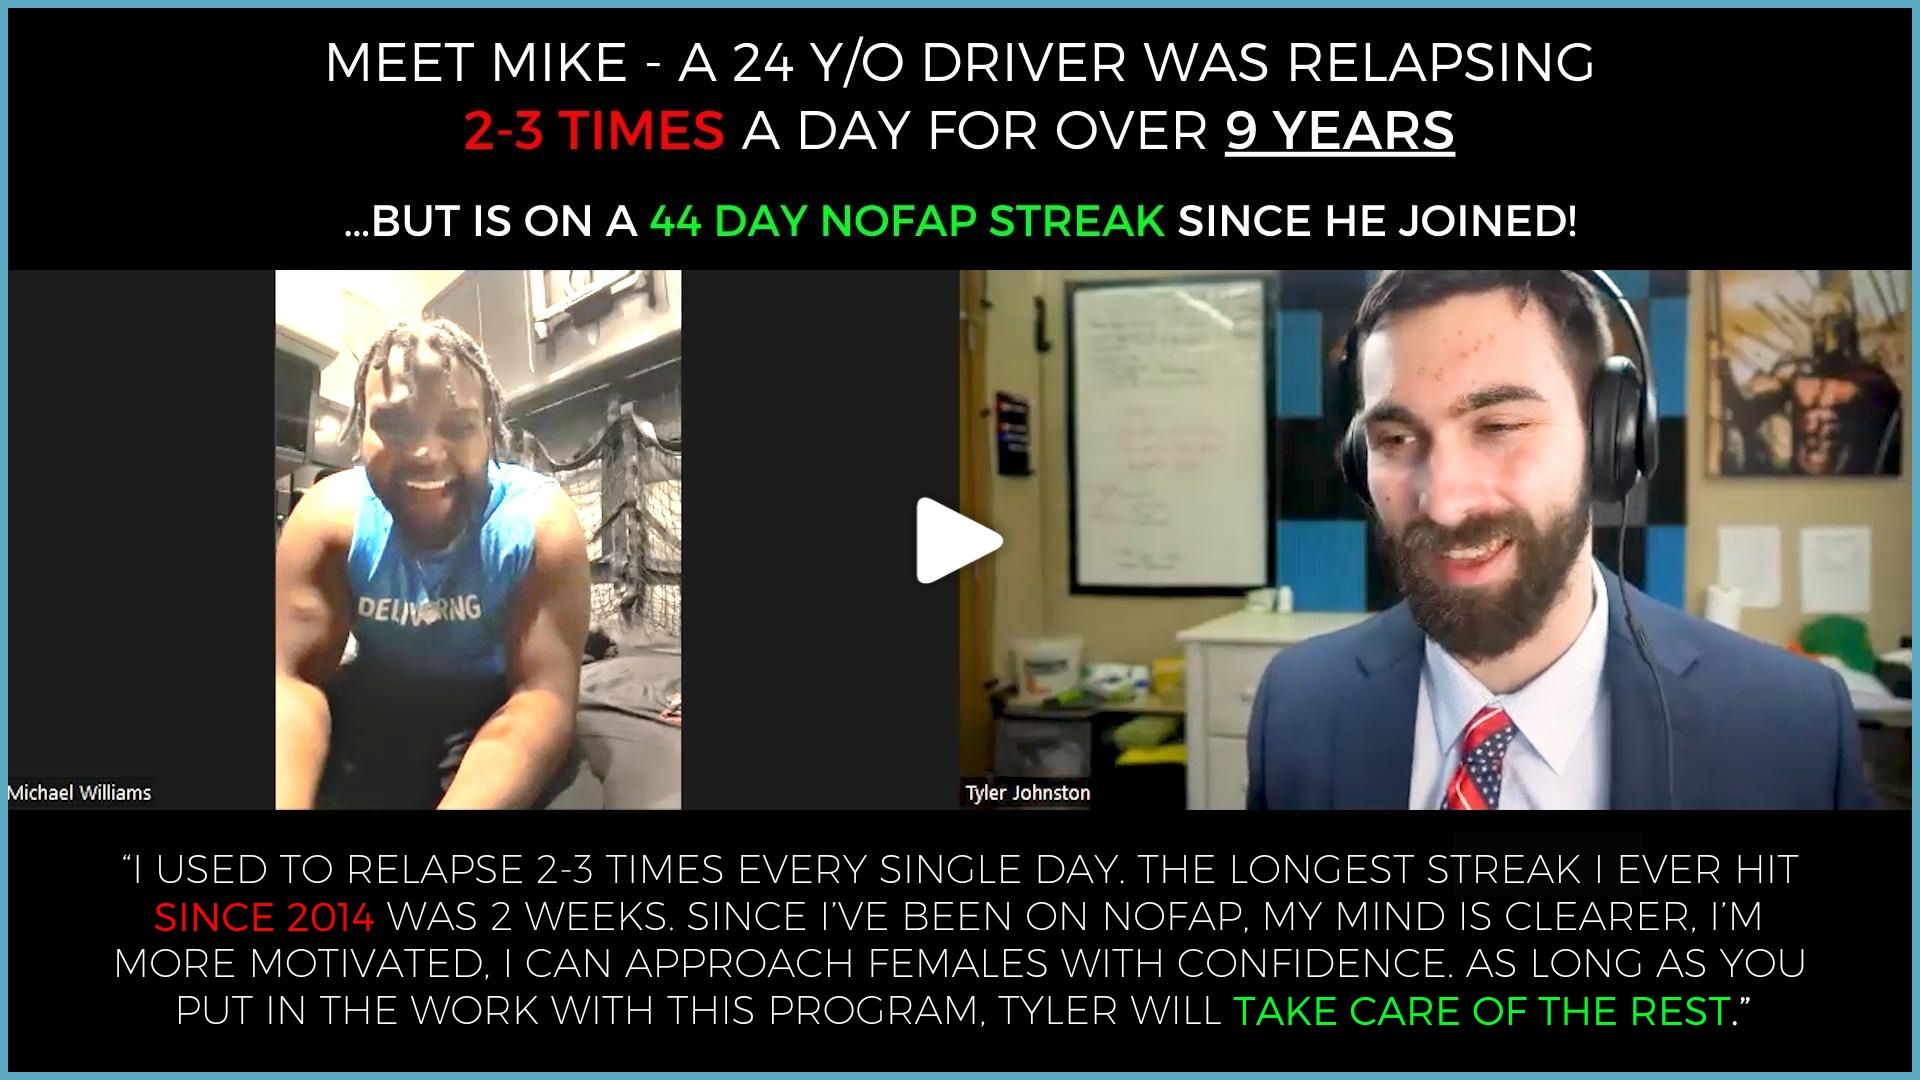 MEET MIKE - A 24 Y/O DRIVER WAS RELAPSING
2-3 TIMES A DAY FOR OVER 9 YEARS
...BUT IS ON A 44 DAY NOFAP STREAK SINCE HE JOINED!
DELIVERNG
Michael Williams
Tyler Johnston
“I USED TO RELAPSE 2-3 TIMES EVERY SINGLE DAY. THE LONGEST STREAK I EVER HIT
SINCE 2014 WAS 2 WEEKS. SINCE I’VE BEEN ON NOFAP, MY MIND IS CLEARER, I’M
MORE MOTIVATED, I CAN APPROACH FEMALES WITH CONFIDENCE. AS LONG AS YOU
PUT IN THE WORK WITH THIS PROGRAM, TYLER WILL TAKE CARE OF THE REST.”